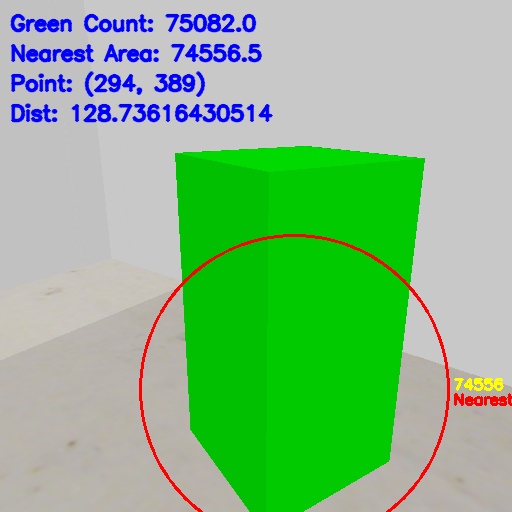 Green Count: 75082.0
Nearest Area: 74556.5
Point: (294, 389)
Dist: 128.73616430514
74556
Nearest